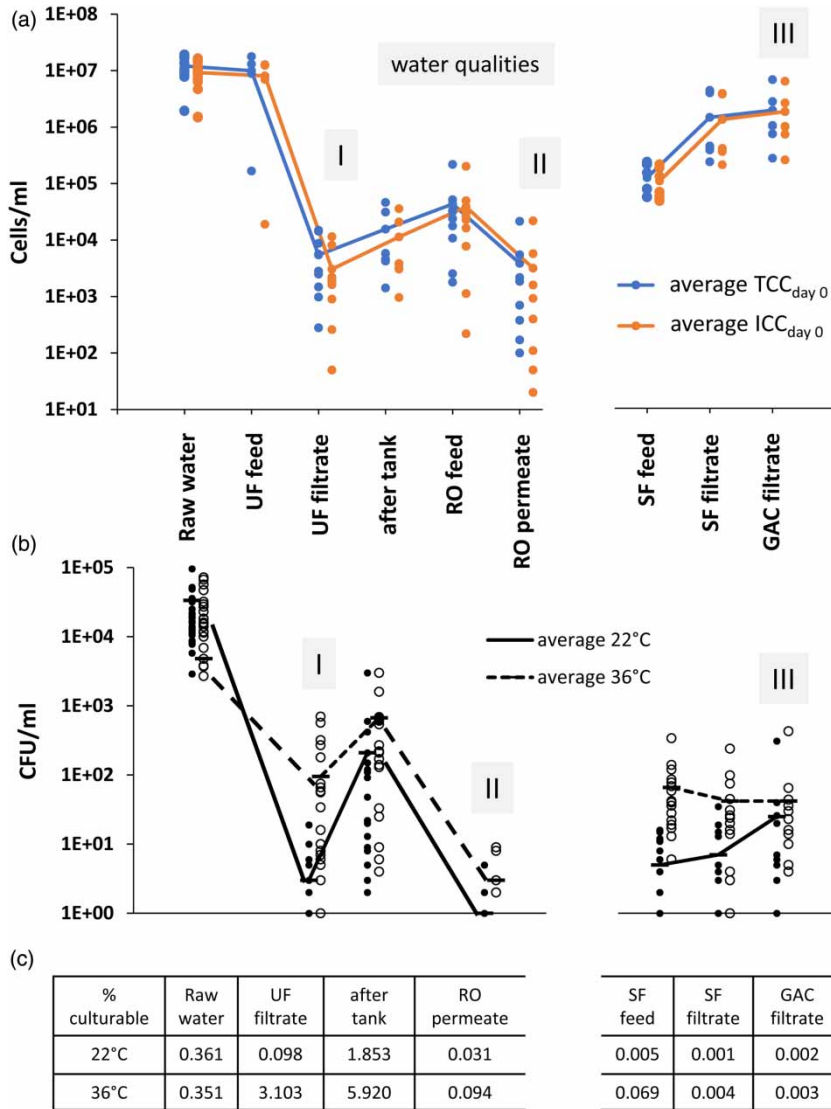 (a)
1E+08
1E+07
1E+06
1E+05
1E+04
1E+03
1E+02
1E+01
Cells/ml
water qualities
I
II
III
average TCC day 0
average ICC day 0
Raw water
UF feed
UF filtrate
after tank
RO feed
RO permeate
SF feed
SF filtrate
GAC filtrate
(b)
1E+05
1E+04
1E+03
1E+02
1E+01
1E+00
CFU/ml
I
II
III
average 22°C
average 36°C
(c)
% culturable Raw water UF filtrate after tank RO permeate SF feed SF filtrate GAC filtrate
22°C 0.361 0.098 1.853 0.031 0.005 0.001 0.002
36°C 0.351 3.103 5.920 0.094 0.069 0.004 0.003